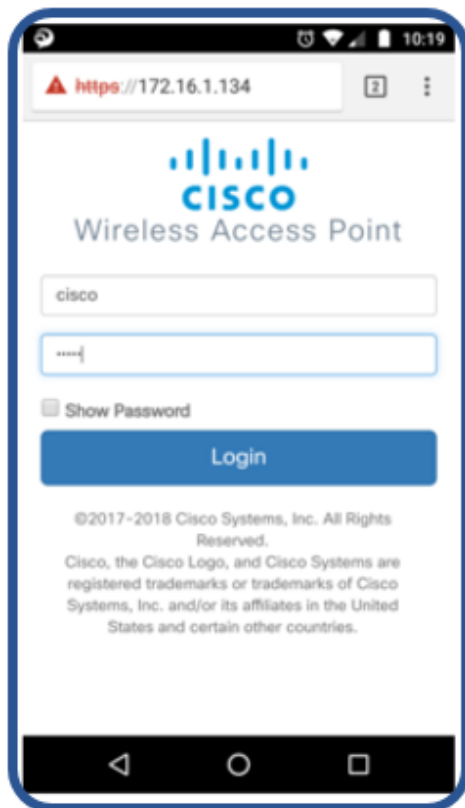 10:19
https://172.16.1.134
2
CISCO
Wireless Access Point
cisco
•••••
Show Password
Login
©2017-2018 Cisco Systems, Inc. All Rights
Reserved.
Cisco, the Cisco Logo, and Cisco Systems are
registered trademarks or trademarks of Cisco
Systems, Inc. and/or its affiliates in the United
States and certain other countries.